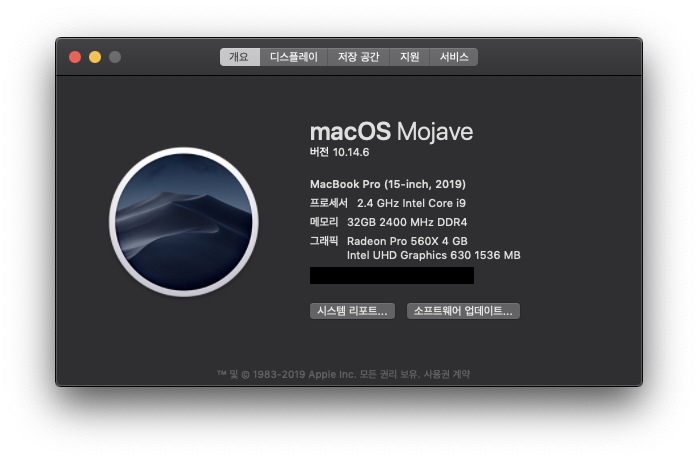 개요 디스플레이 저장 공간 지원 서비스
macOS Mojave
버전 10.14.6
MacBook Pro (15-inch, 2019)
프로세서 2.4 GHz Intel Core i9
메모리 32GB 2400 MHz DDR4
그래픽 Radeon Pro 560X 4 GB
Intel UHD Graphics 630 1536 MB
시스템 리포트... 소프트웨어 업데이트...
™ 및 © 1983-2019 Apple Inc. 모든 권리 보유. 사용권 계약